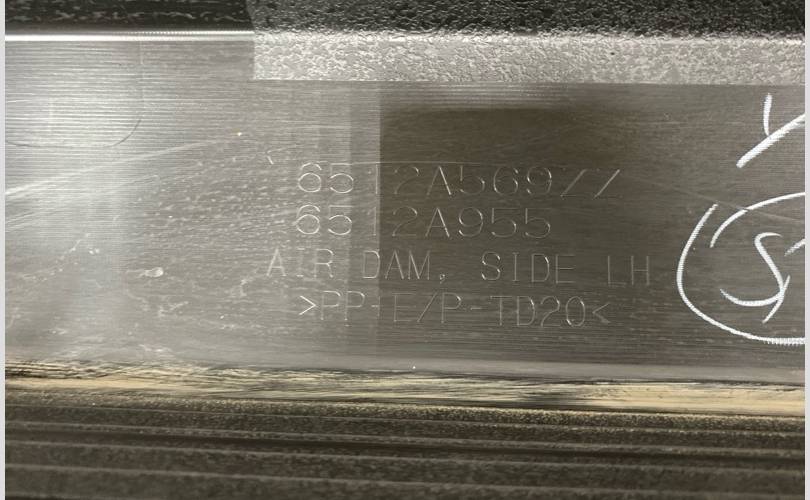 6512A569ZZ
6512A955
AIR DAM, SIDE LH
>PP-E/P-TD20<